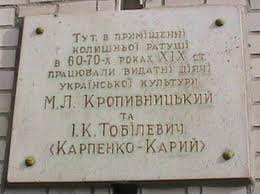 Тут, в приміщенні
колишньої ратуші
в 60-70-х роках XIX ст.
працювали видатні діячі
української культури
М.Л. Кропивницький
та
І.К. Тобілевич
(Карпенко-Карий)